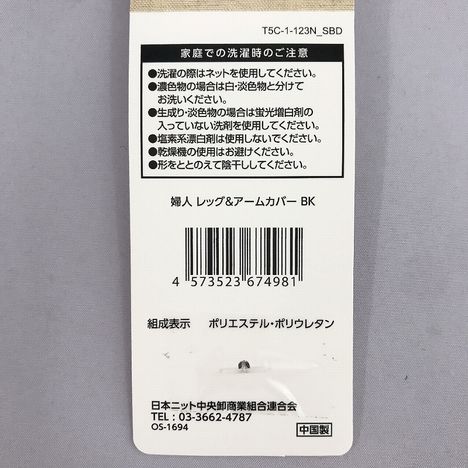 T5C-1-123N_SBD
家庭での洗濯時のご注意
●洗濯の際はネットを使用してください。
●濃色物の場合は白・淡色物と分けて
お洗いください。
●生成り・淡色物の場合は蛍光増白剤の
入っていない洗剤を使用してください。
●塩素系漂白剤は使用しないでください。
●乾燥機の使用はお避けください。
●形をととのえて陰干ししてください。
婦人 レッグ&アームカバー BK
4 573523 674981
組成表示 ポリエステル・ポリウレタン
日本ニット中央卸商業組合連合会
TEL : 03-3662-4787
OS-1694
中国製